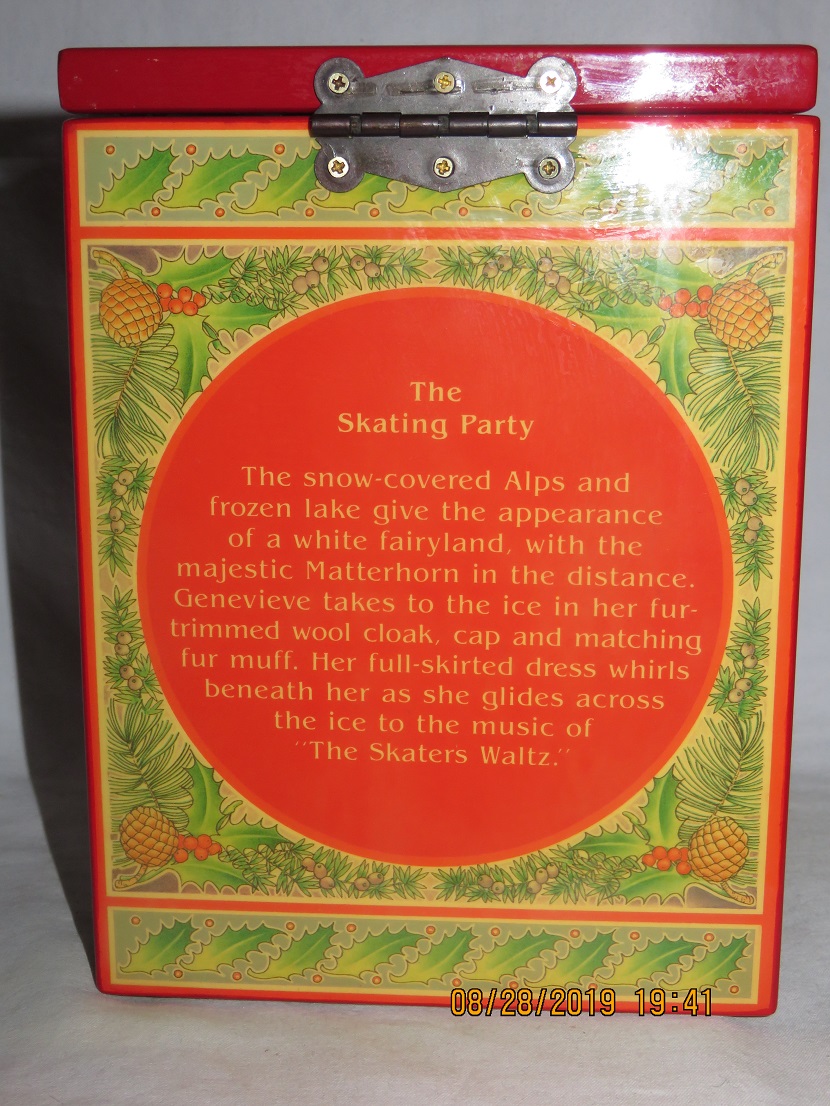 The
Skating Party
The snow-covered Alps and
frozen lake give the appearance
of a white fairyland, with the
majestic Matterhorn in the distance.
Genevieve takes to the ice in her fur-
trimmed wool cloak, cap and matching
fur muff. Her full-skirted dress whirls
beneath her as she glides across
the ice to the music of
"The Skaters Waltz."
08/28/2019 19:41